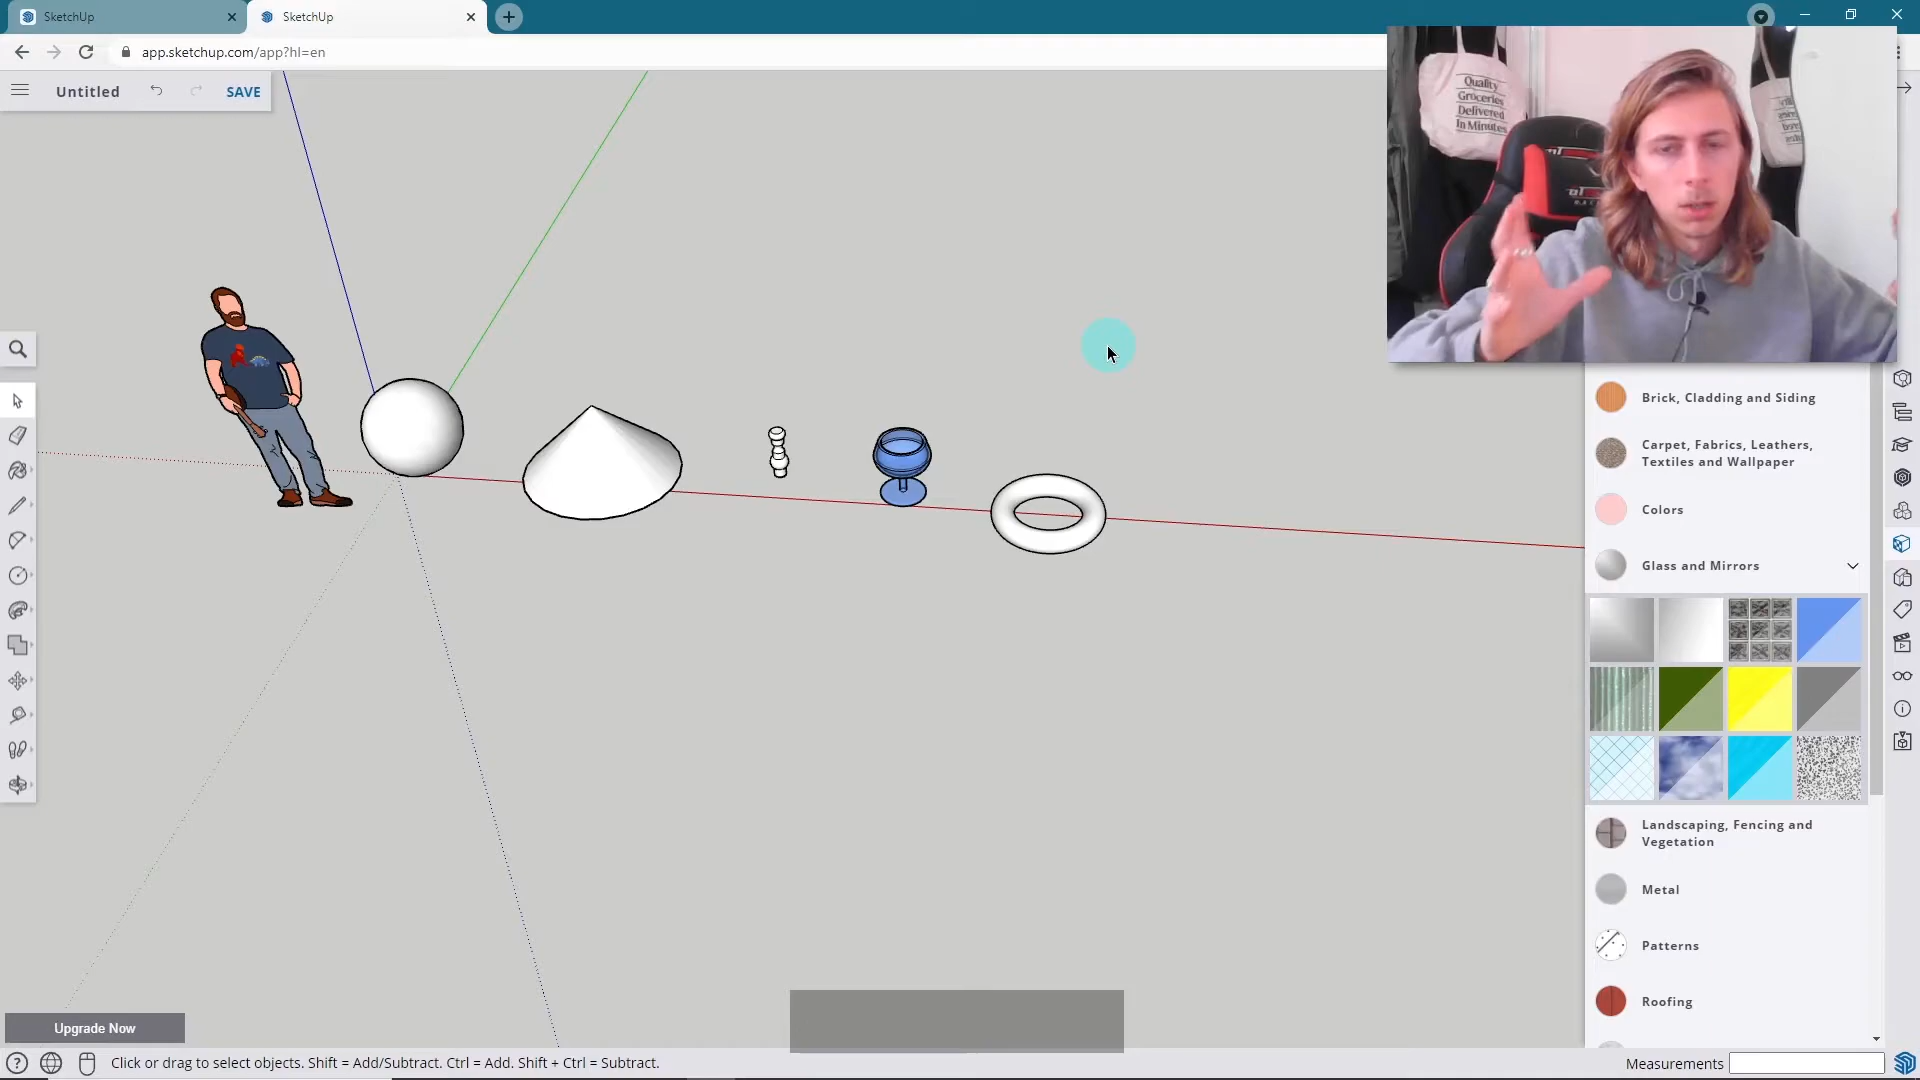 SketchUp
SketchUp
app.sketchup.com/app?hl=en
Untitled
SAVE
Quality
Groceries
Delivered
In Minutes
Brick, Cladding and Siding
Carpet, Fabrics, Leathers,
Textiles and Wallpaper
Colors
Glass and Mirrors
Landscaping, Fencing and
Vegetation
Metal
Patterns
Roofing
Upgrade Now
Click or drag to select objects. Shift = Add/Subtract. Ctrl = Add. Shift + Ctrl = Subtract.
Measurements